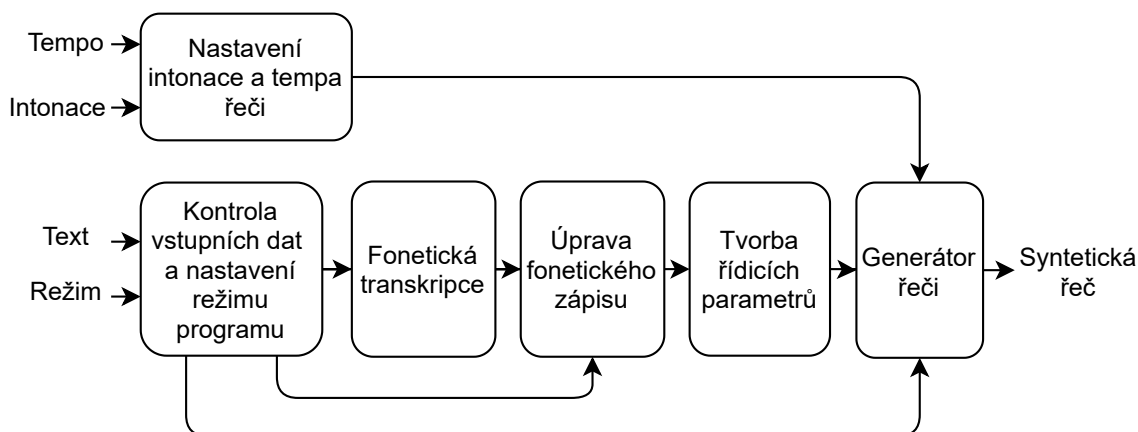 Tempo
Intonace
Nastavení
intonace a tempa
řeči
Text
Režim
Kontrola
vstupních dat
a nastavení
režimu
programu
Fonetická
transkripce
Úprava
fonetického
zápisu
Tvorba
řídicích
parametrů
Generátor
řeči
Syntetická
řeč